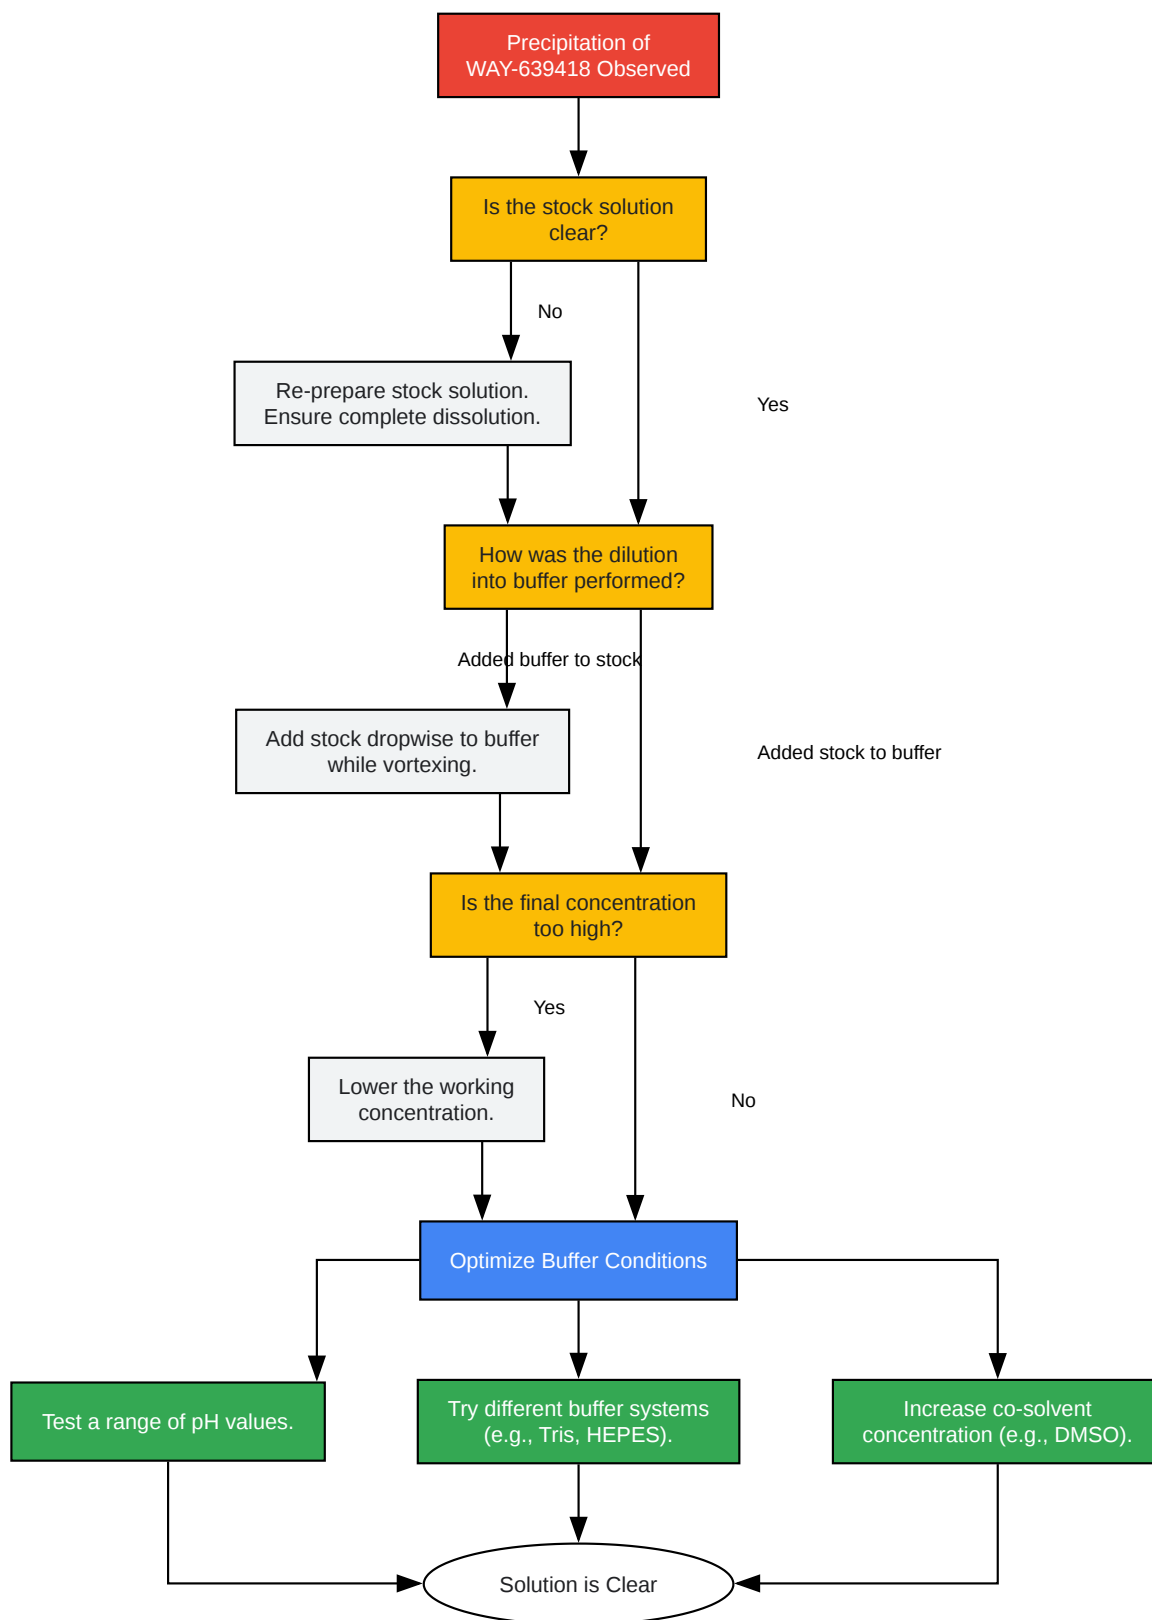 Precipitation of
WAY-639418 Observed
Is the stock solution
clear?
No
Re-prepare stock solution.
Ensure complete dissolution.
Yes
How was the dilution
into buffer performed?
Added buffer to stock
Add stock dropwise to buffer
while vortexing.
Added stock to buffer
Is the final concentration
too high?
Yes
Lower the working
concentration.
No
Optimize Buffer Conditions
Test a range of pH values.
Try different buffer systems
(e.g., Tris, HEPES).
Increase co-solvent
concentration (e.g., DMSO).
Solution is Clear